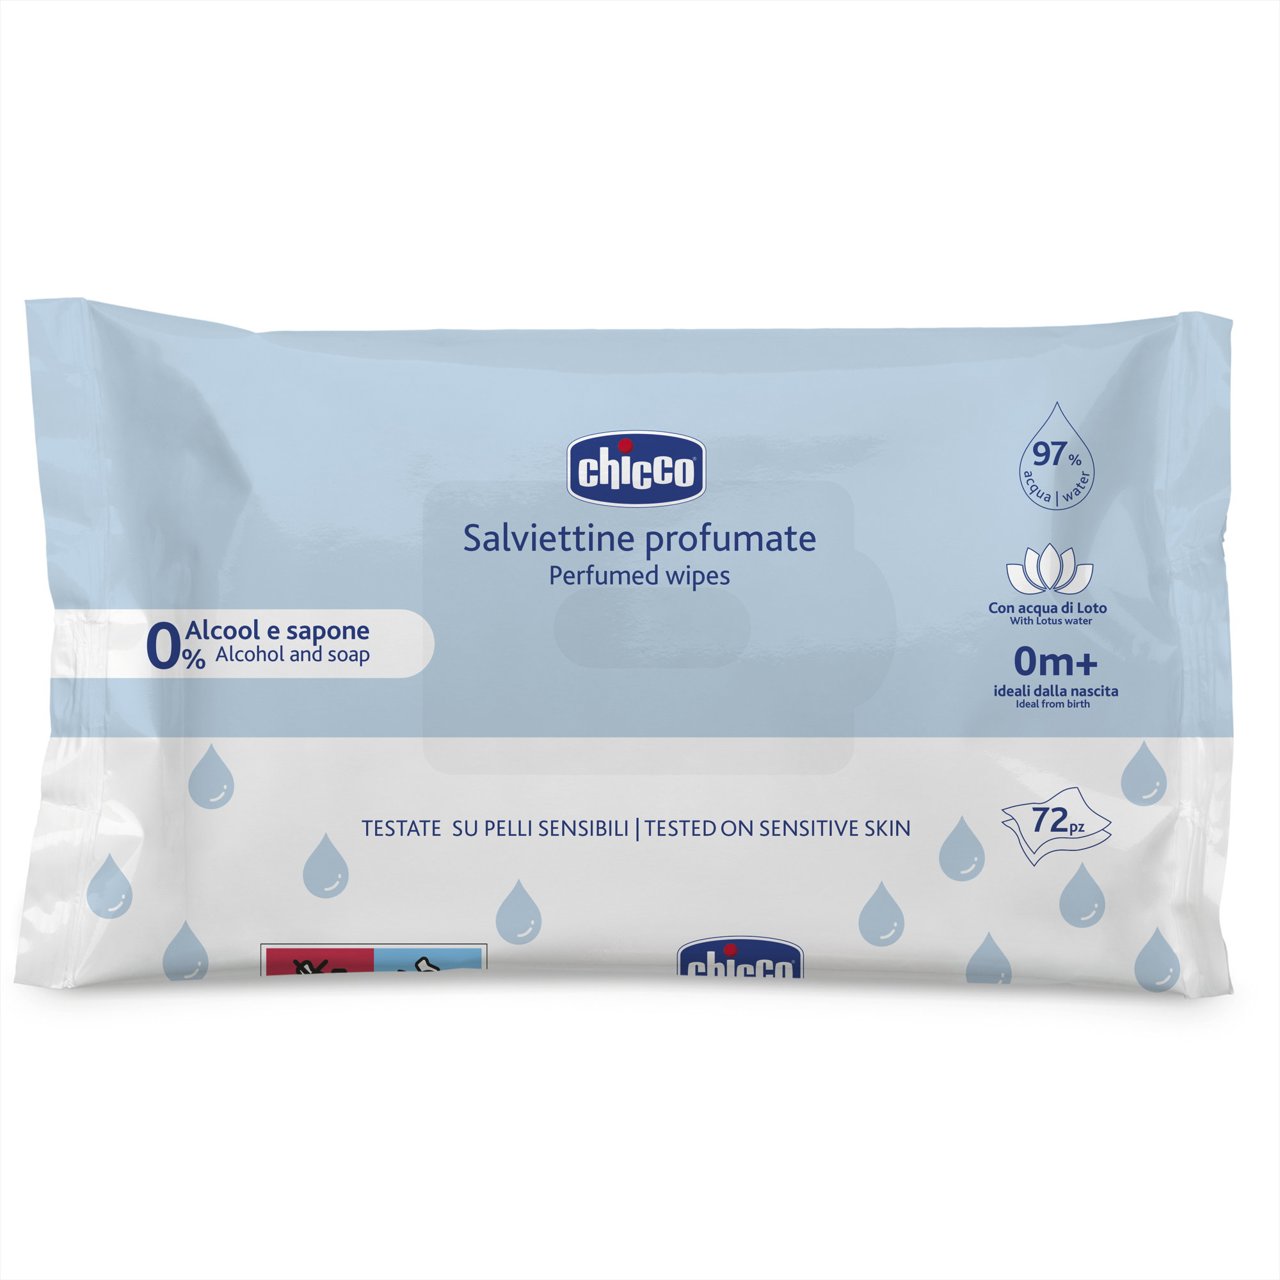 chicco
Salviettine profumate
Perfumed wipes
97%
acqua | water
Con acqua di Loto
With Lotus water
0m+
ideali dalla nascita
Ideal from birth
0% Alcool e sapone
Alcohol and soap
TESTATE SU PELLI SENSIBILI | TESTED ON SENSITIVE SKIN
72pz
chicco